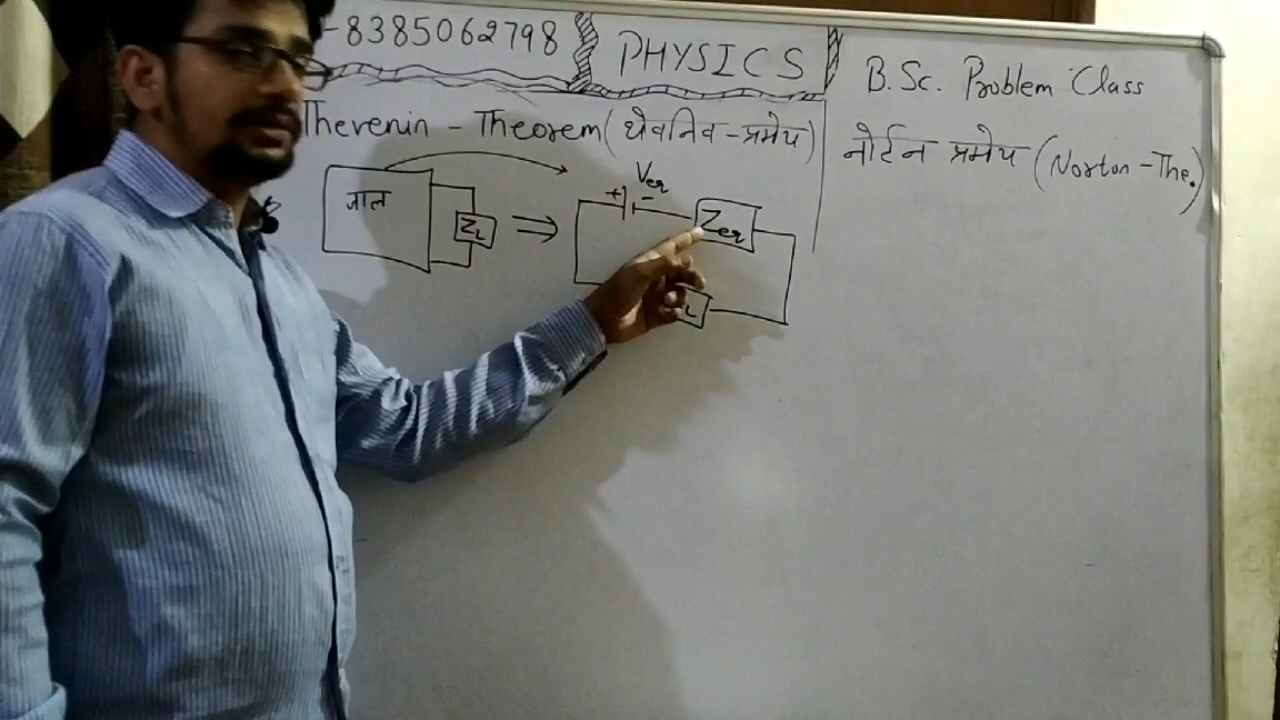 -8385062798
PHYSICS
B.Sc. Problem Class
Thevenin - Theorem (थेवनिव - प्रमेय)
नोर्टन प्रमेय (Norton - The.)
जाल
ZL
⇒
+ Veq -
Zeq
L